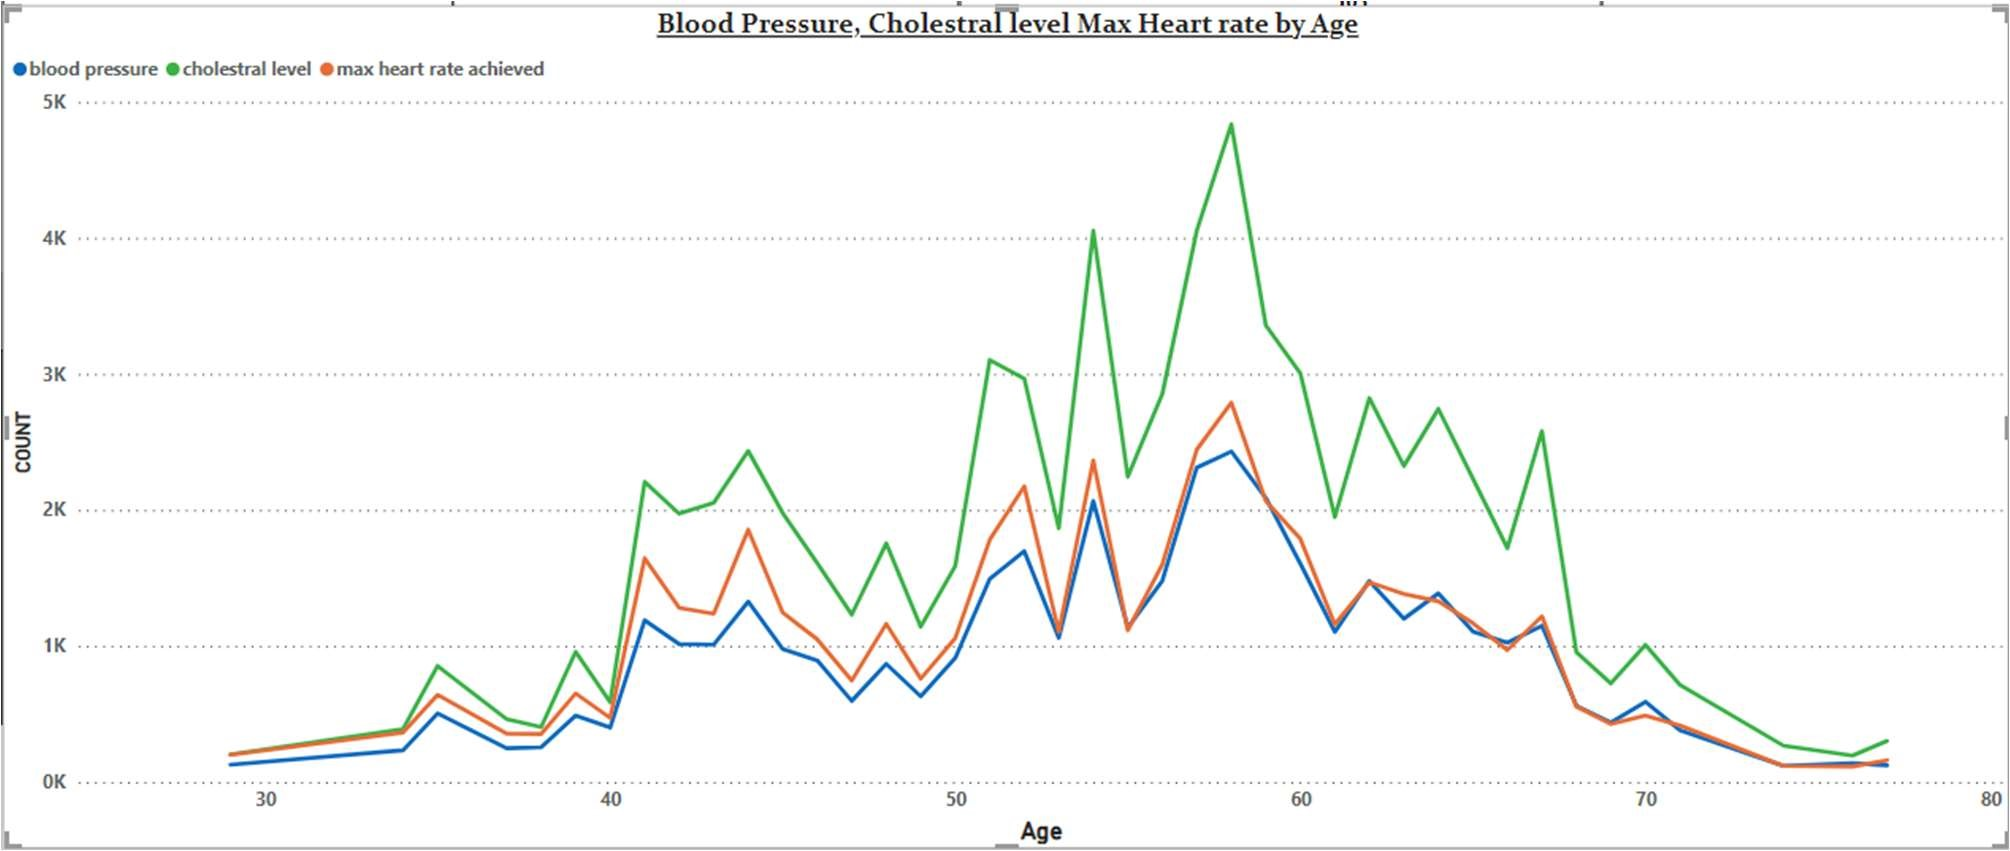 Blood Pressure, Cholestral level Max Heart rate by Age
blood pressure cholestral level max heart rate achieved
5K
4K
3K
2K
1K
0K
COUNT
30 40 50 60 70 80
Age